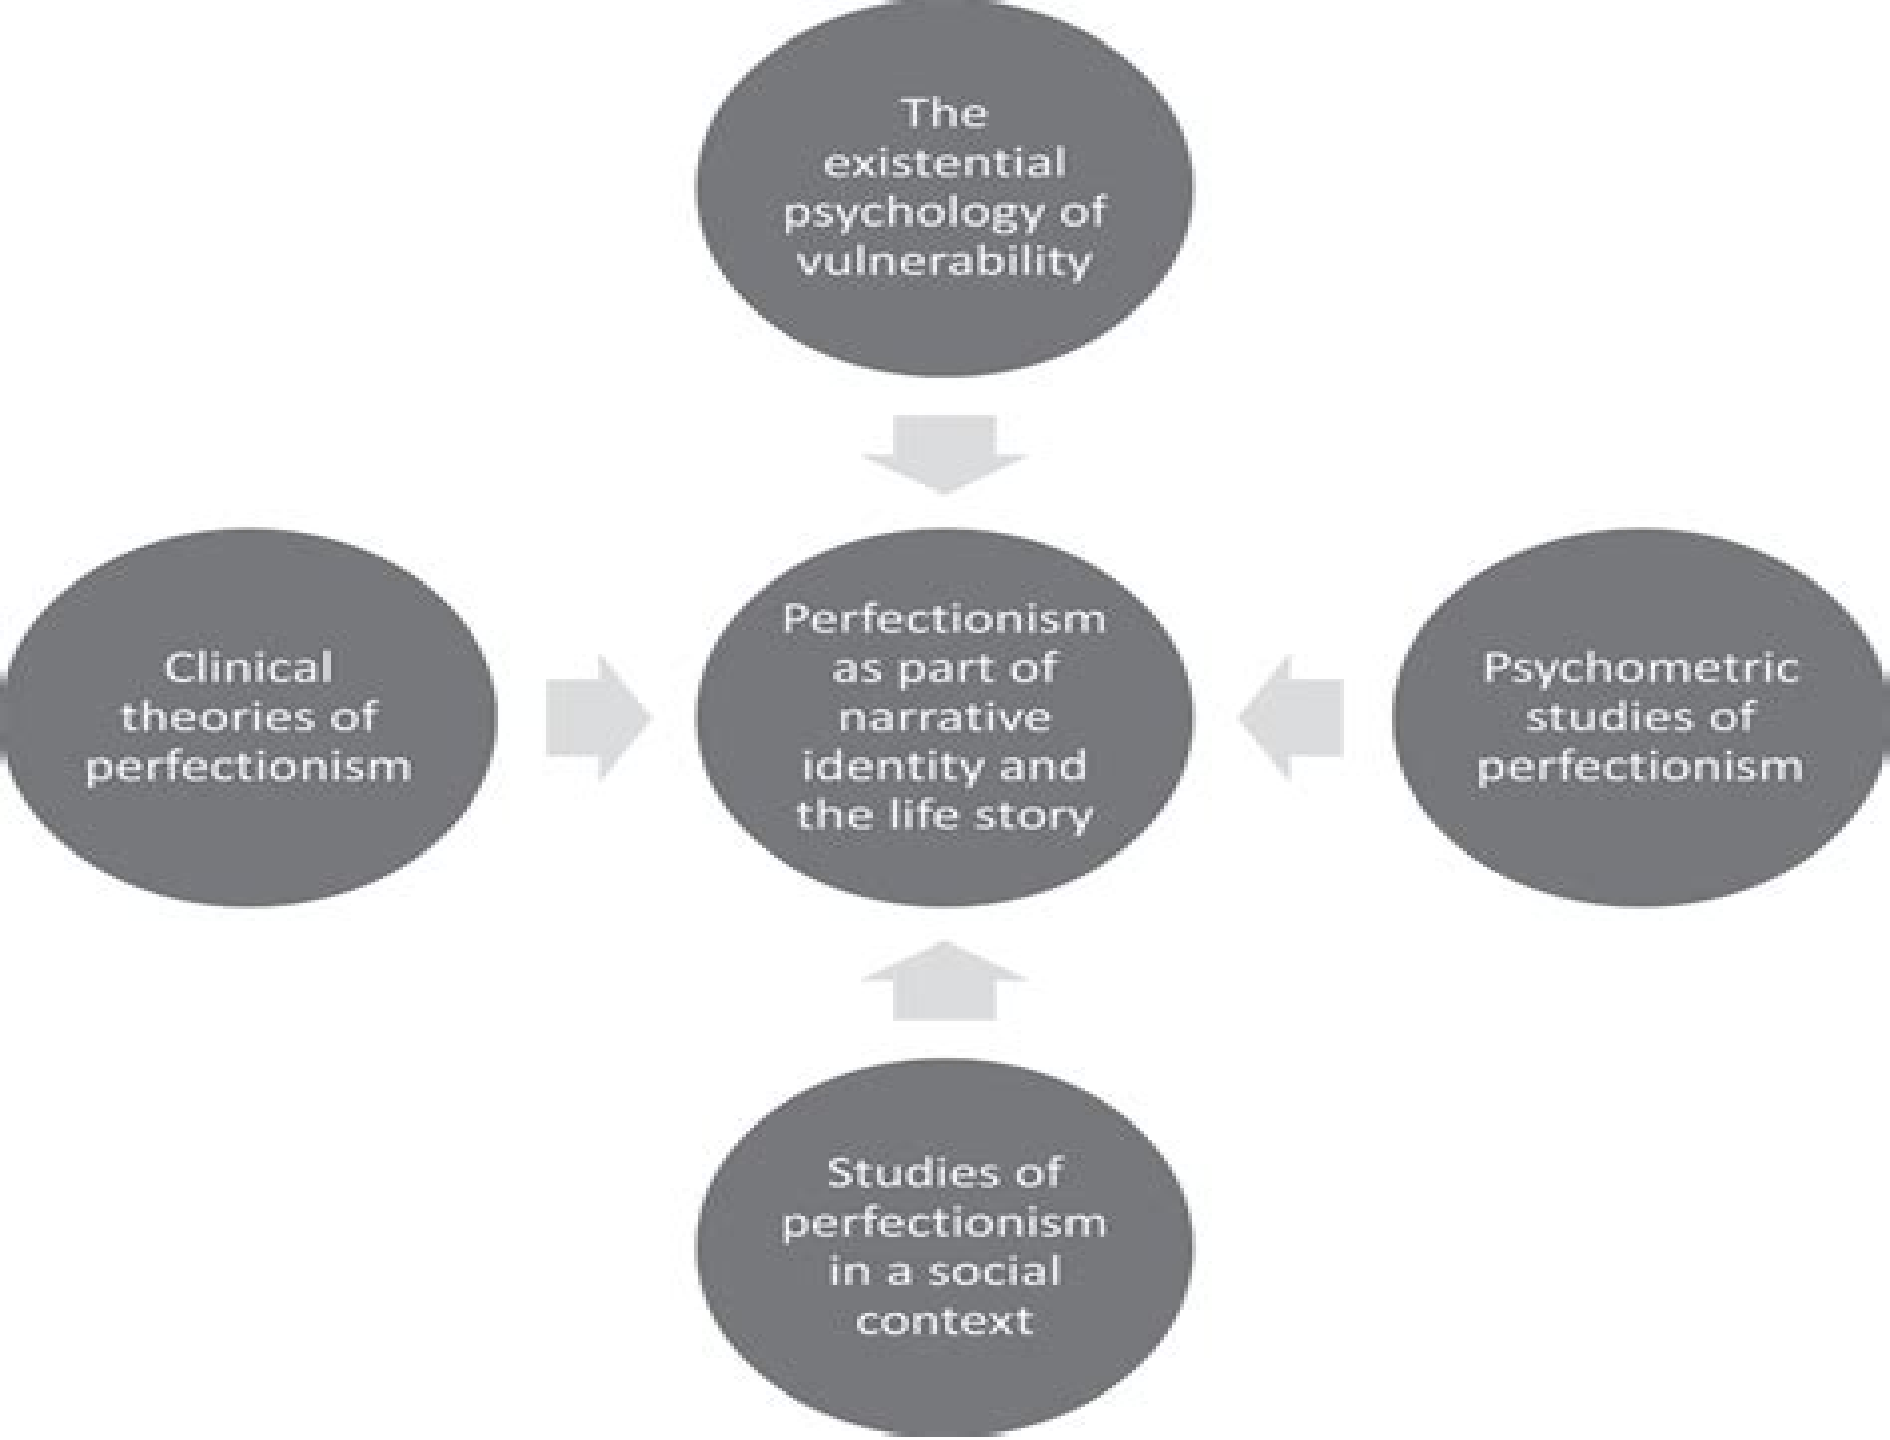 The
existential
psychology of
vulnerability
Clinical
theories of
perfectionism
Perfectionism
as part of
narrative
identity and
the life story
Psychometric
studies of
perfectionism
Studies of
perfectionism
in a social
context